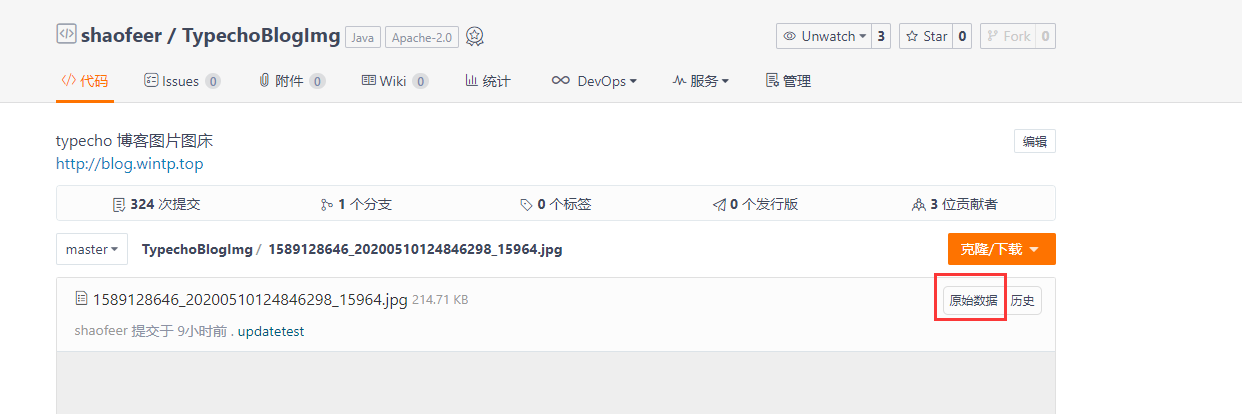 shaofeer / TypechoBlogImg Java Apache-2.0 Unwatch 3 Star 0 Fork 0
代码 Issues 0 附件 0 Wiki 0 统计 DevOps 服务 管理
typecho 博客图片图床 编辑
http://blog.wintp.top
324 次提交 1 个分支 0 个标签 0 个发行版 3 位贡献者
master TypechoBlogImg / 1589128646_20200510124846298_15964.jpg 克隆/下载
1589128646_20200510124846298_15964.jpg 214.71 KB 原始数据 历史
shaofeer 提交于 9小时前 . updatetest